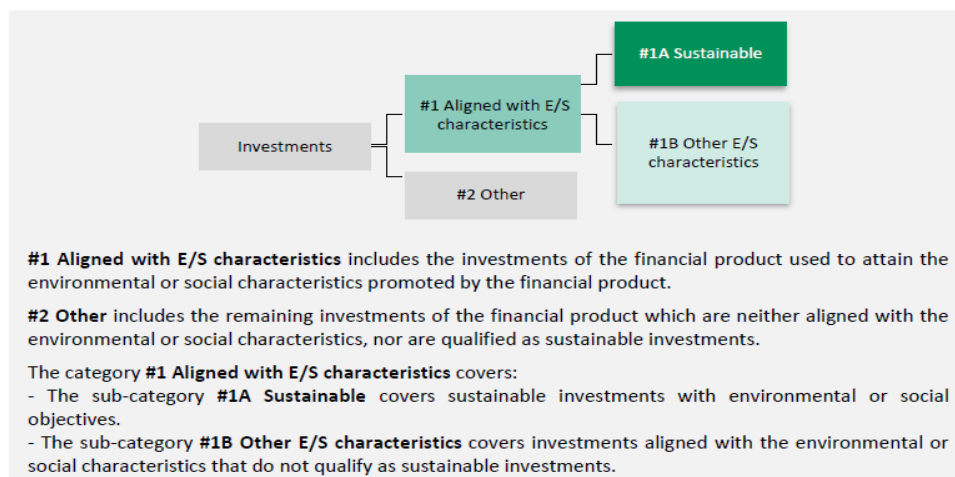 #1A Sustainable
#1 Aligned with E/S
characteristics
#1B Other E/S
characteristics
Investments
#2 Other
#1 Aligned with E/S characteristics includes the investments of the financial product used to attain the
environmental or social characteristics promoted by the financial product.
#2 Other includes the remaining investments of the financial product which are neither aligned with the
environmental or social characteristics, nor are qualified as sustainable investments.
The category #1 Aligned with E/S characteristics covers:
- The sub-category #1A Sustainable covers sustainable investments with environmental or social
objectives.
- The sub-category #1B Other E/S characteristics covers investments aligned with the environmental or
social characteristics that do not qualify as sustainable investments.